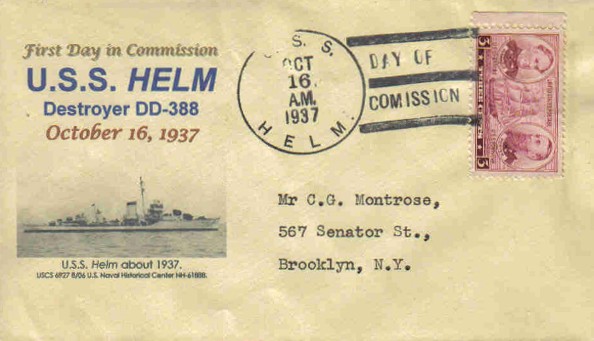 First Day in Commission
U.S.S. HELM
Destroyer DD-388
October 16, 1937
U.S.S. Helm about 1937.
USCS 6927 8/06 U.S. Naval Historical Center NH-61888.
S. S.
OCT
16
A.M.
1937
HELM.
DAY OF
COMISSION
3
3
Mr C.G. Montrose,
567 Senator St.,
Brooklyn, N.Y.